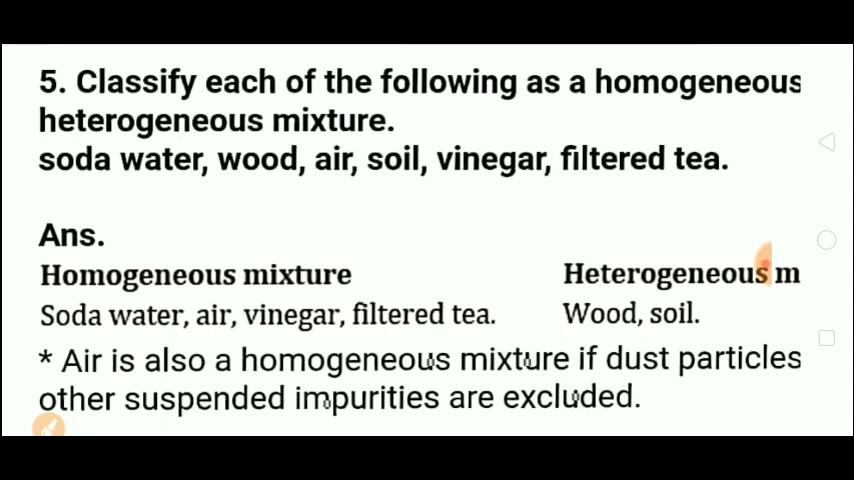 5. Classify each of the following as a homogeneous
heterogeneous mixture.
soda water, wood, air, soil, vinegar, filtered tea.
Ans.
Homogeneous mixture Heterogeneous m
Soda water, air, vinegar, filtered tea. Wood, soil.
* Air is also a homogeneous mixture if dust particles
other suspended impurities are excluded.